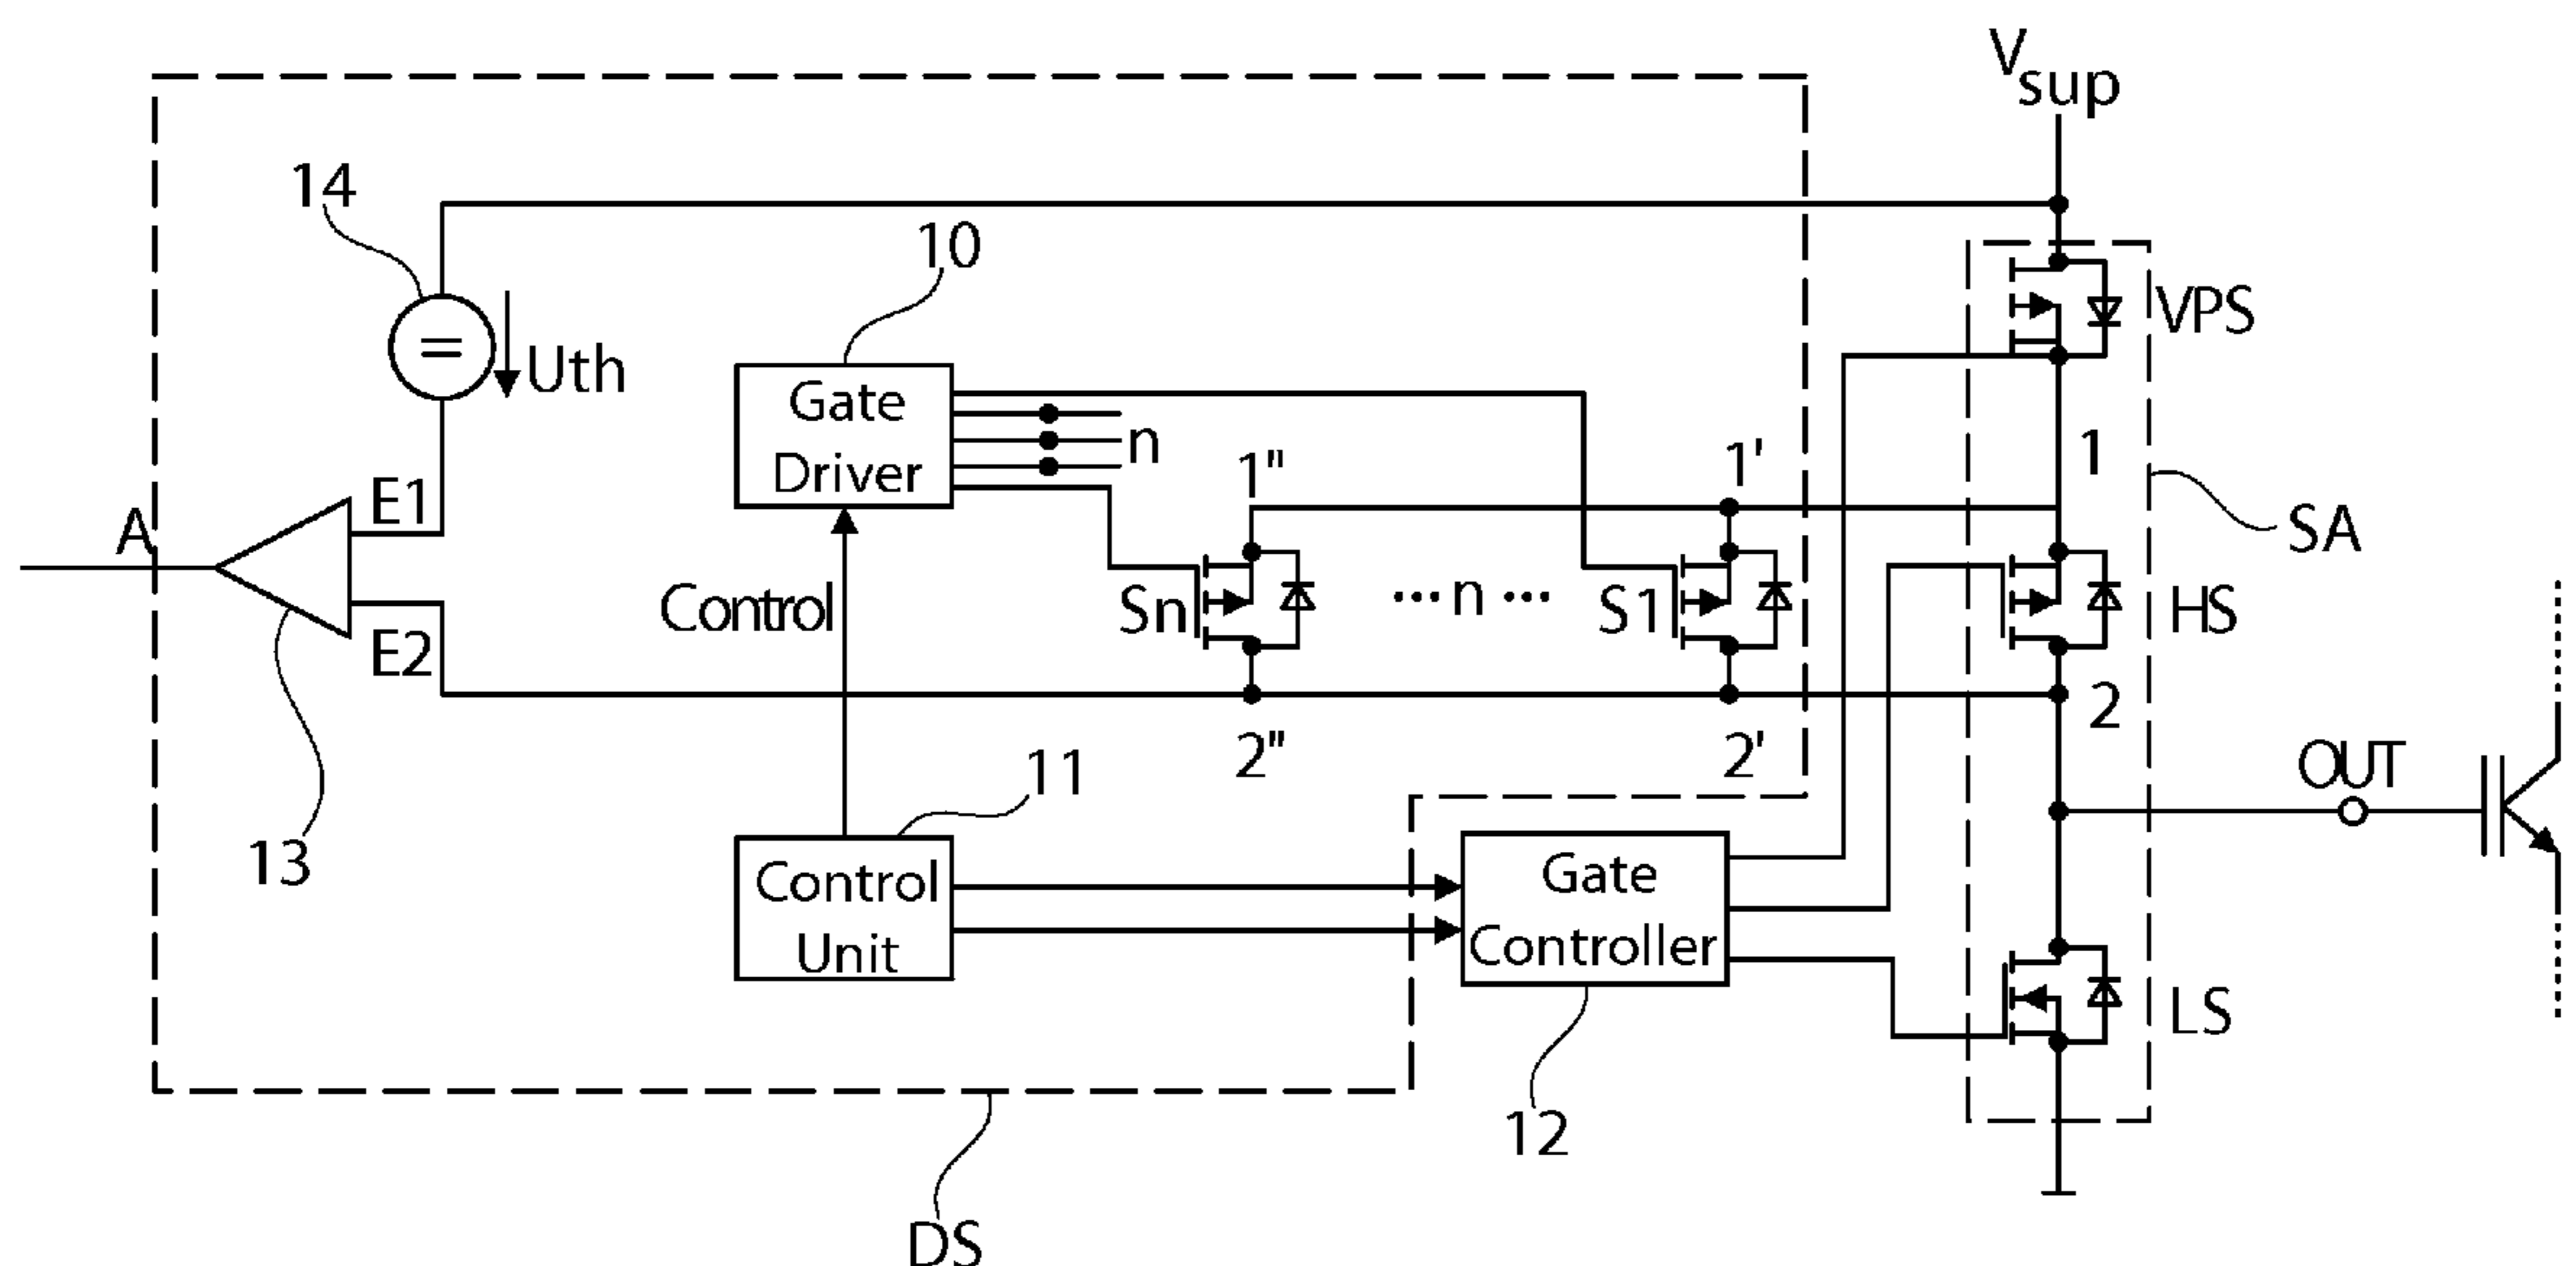 V
sup
14
10
VPS
Uth
Gate
Driver
n
1"
1'
1
SA
E1
A
Control
Sn
...n...
S1
HS
E2
2
2"
2'
OUT
11
13
Control
Unit
Gate
Controller
LS
12
DS